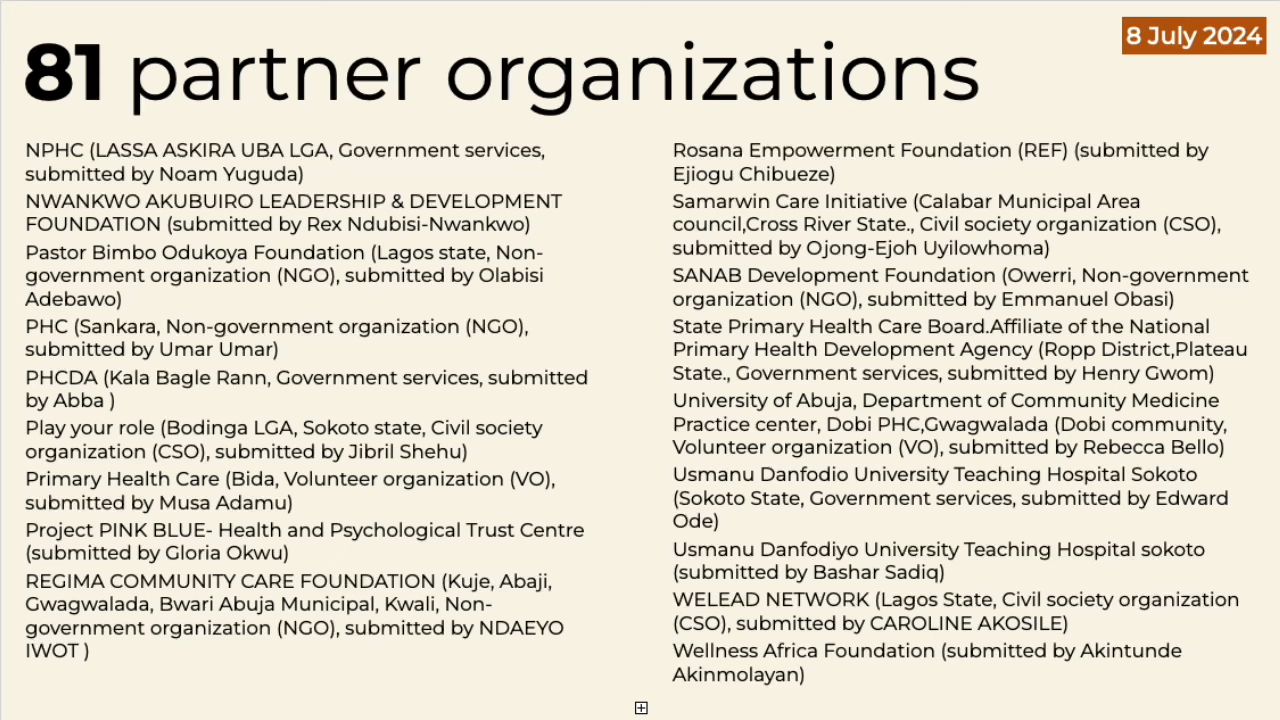 8 July 2024
81 partner organizations
NPHC (LASSA ASKIRA UBA LGA, Government services,
submitted by Noam Yuguda)
NWANKWO AKUBUIRO LEADERSHIP & DEVELOPMENT
FOUNDATION (submitted by Rex Ndubisi-Nwankwo)
Pastor Bimbo Odukoya Foundation (Lagos state, Non-
government organization (NGO), submitted by Olabisi
Adebawo)
PHC (Sankara, Non-government organization (NGO),
submitted by Umar Umar)
PHCDA (Kala Bagle Rann, Government services, submitted
by Abba )
Play your role (Bodinga LGA, Sokoto state, Civil society
organization (CSO), submitted by Jibril Shehu)
Primary Health Care (Bida, Volunteer organization (VO),
submitted by Musa Adamu)
Project PINK BLUE- Health and Psychological Trust Centre
(submitted by Gloria Okwu)
REGIMA COMMUNITY CARE FOUNDATION (Kuje, Abaji,
Gwagwalada, Bwari Abuja Municipal, Kwali, Non-
government organization (NGO), submitted by NDAEYO
IWOT )
Rosana Empowerment Foundation (REF) (submitted by
Ejiogu Chibueze)
Samarwin Care Initiative (Calabar Municipal Area
council,Cross River State., Civil society organization (CSO),
submitted by Ojong-Ejoh Uyilowhoma)
SANAB Development Foundation (Owerri, Non-government
organization (NGO), submitted by Emmanuel Obasi)
State Primary Health Care Board.Affiliate of the National
Primary Health Development Agency (Ropp District,Plateau
State., Government services, submitted by Henry Gwom)
University of Abuja, Department of Community Medicine
Practice center, Dobi PHC,Gwagwalada (Dobi community,
Volunteer organization (VO), submitted by Rebecca Bello)
Usmanu Danfodio University Teaching Hospital Sokoto
(Sokoto State, Government services, submitted by Edward
Ode)
Usmanu Danfodiyo University Teaching Hospital sokoto
(submitted by Bashar Sadiq)
WELEAD NETWORK (Lagos State, Civil society organization
(CSO), submitted by CAROLINE AKOSILE)
Wellness Africa Foundation (submitted by Akintunde
Akinmolayan)